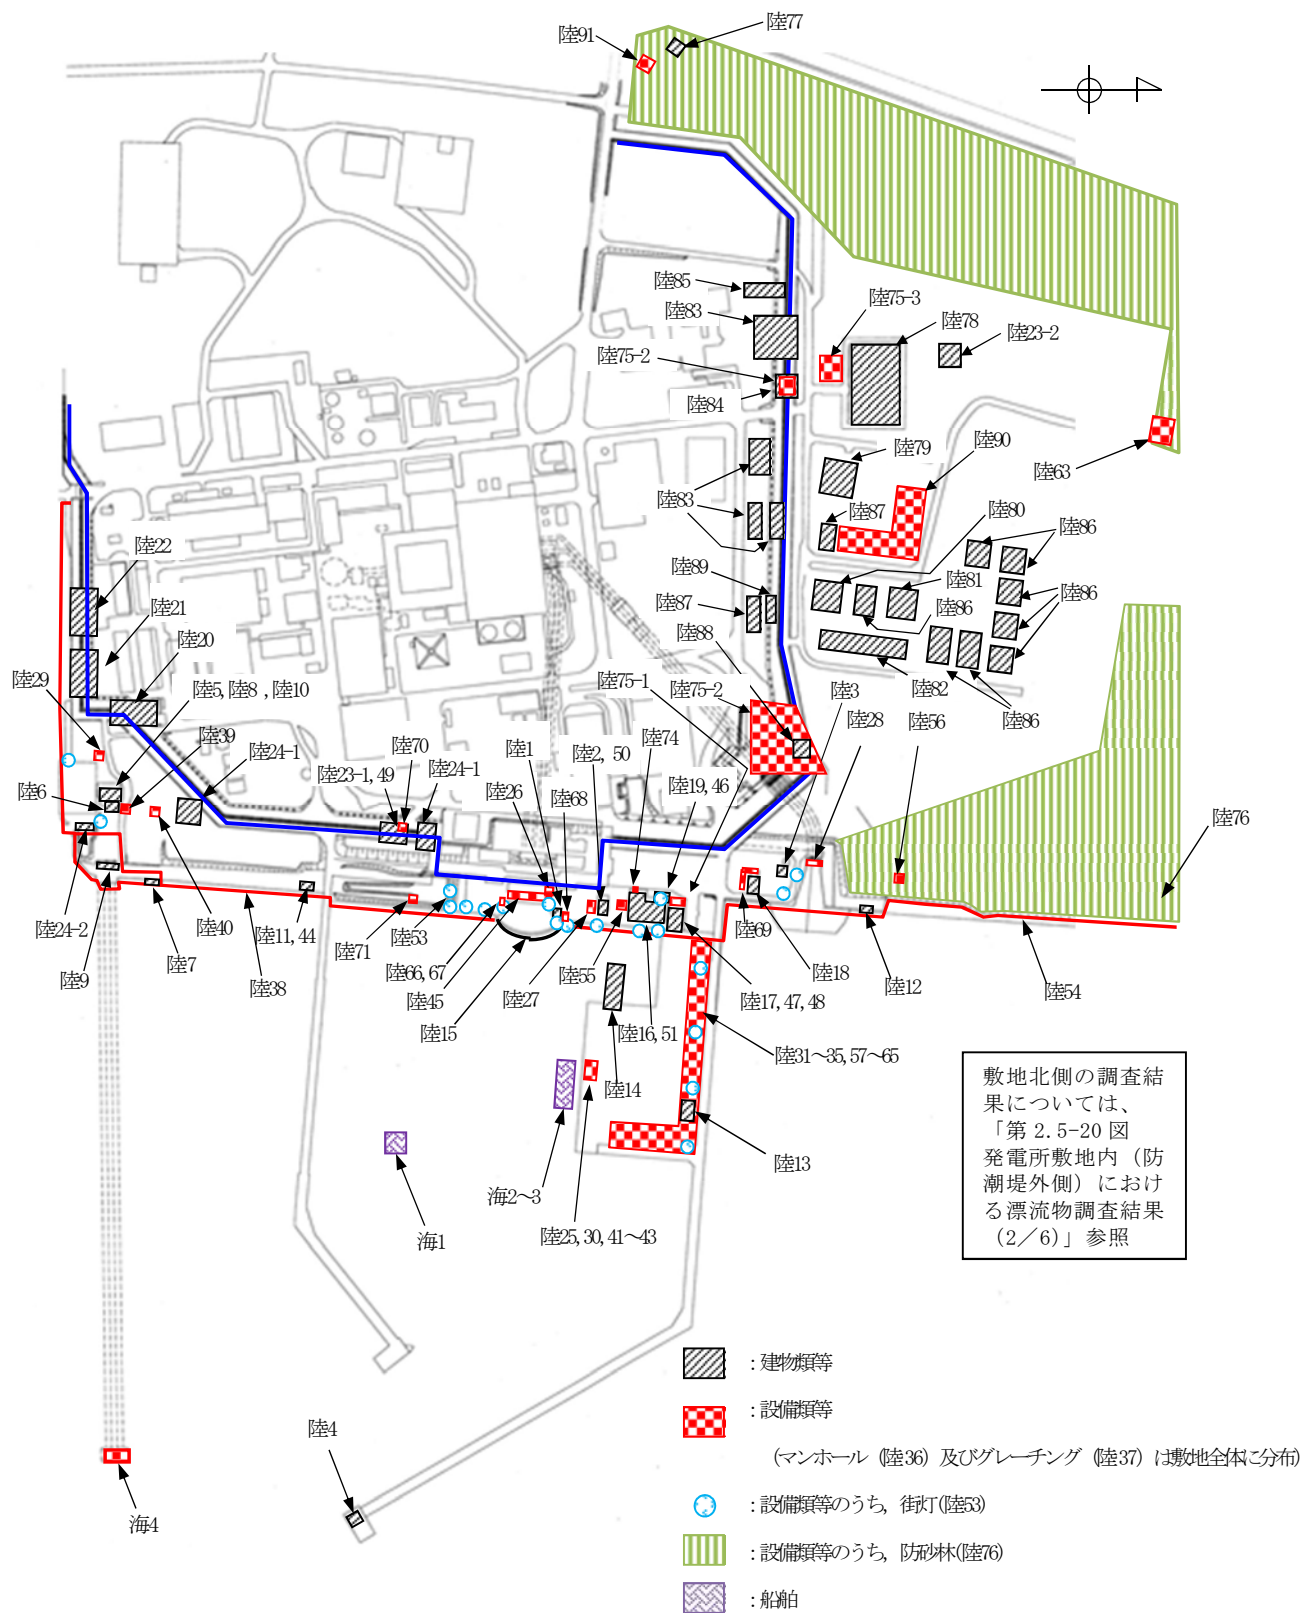 陸77
陸91
陸85
陸83
陸75-3
陸78
陸23-2
陸75-2
陸84
陸79
陸90
陸63
陸83
陸87
陸80
陸86
陸22
陸89
陸81
陸86
陸21
陸87
陸86
陸20
陸88
陸29
陸5, 陸8 , 陸10
陸75-1
陸75-2
陸3
陸82
陸28
陸56
陸86
陸39
陸24-1
陸70
陸23-1, 49
陸24-1
陸1
陸2, 50
陸74
陸6
陸26
陸68
陸19, 46
陸76
陸24-2
陸9
陸7
陸40
陸11, 44
陸38
陸71
陸53
陸66, 67
陸45
陸15
陸27
陸55
陸16, 51
陸69
陸18
陸17, 47, 48
陸12
陸54
陸31~35, 57~65
陸14
陸13
海2~3
海1
陸25, 30, 41~43
敷地北側の調査結
果については、
「第 2.5-20 図
発電所敷地内（防
潮堤外側）におけ
る漂流物調査結果
（2／6）」参照
陸4
海4
: 建物類等
: 設備類等
(マンホール (陸36) 及びグレーチング (陸37) は敷地全体に分布)
: 設備類等のうち, 街灯(陸53)
: 設備類等のうち, 防砂林(陸76)
: 船舶